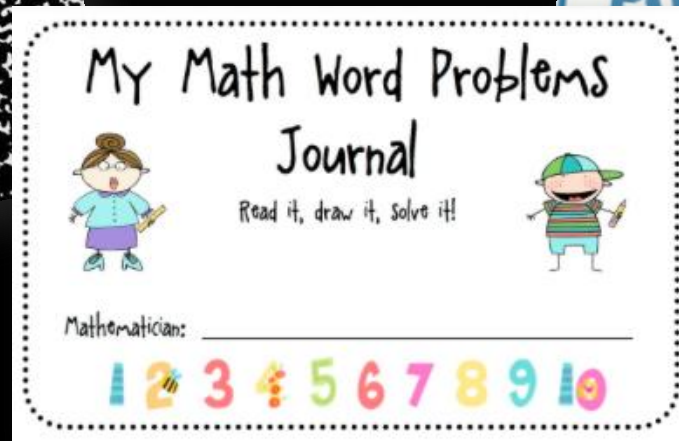 My Math Word Problems
Journal
Read it, draw it, solve it!
Mathematician:
1 2 3 4 5 6 7 8 9 10